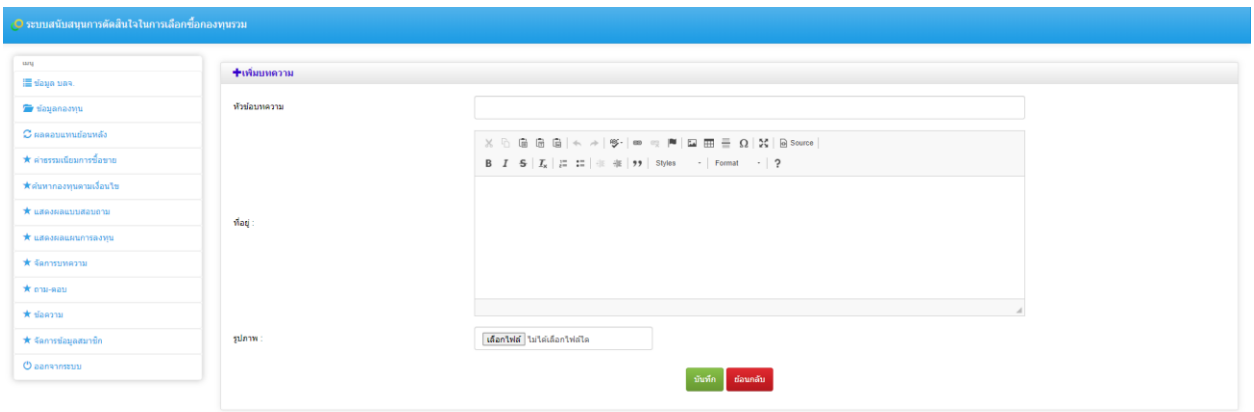 ระบบสนับสนุนการตัดสินใจในการเลือกซื้อกองทุนรวม
เมนู
ข้อมูล บลจ.
ข้อมูลกองทุน
ผลตอบแทนย้อนหลัง
ค่าธรรมเนียมการซื้อขาย
ค้นหากองทุนตามเงื่อนไข
แสดงผลแบบสอบถาม
แสดงผลแผนการลงทุน
จัดการบทความ
ถาม-ตอบ
ข้อความ
จัดการข้อมูลสมาชิก
ออกจากระบบ
เพิ่มบทความ
หัวข้อบทความ
Source
B I S Ix Styles Format ?
ที่อยู่ :
รูปภาพ :
เลือกไฟล์ ไม่ได้เลือกไฟล์ใด
บันทึก ย้อนกลับ